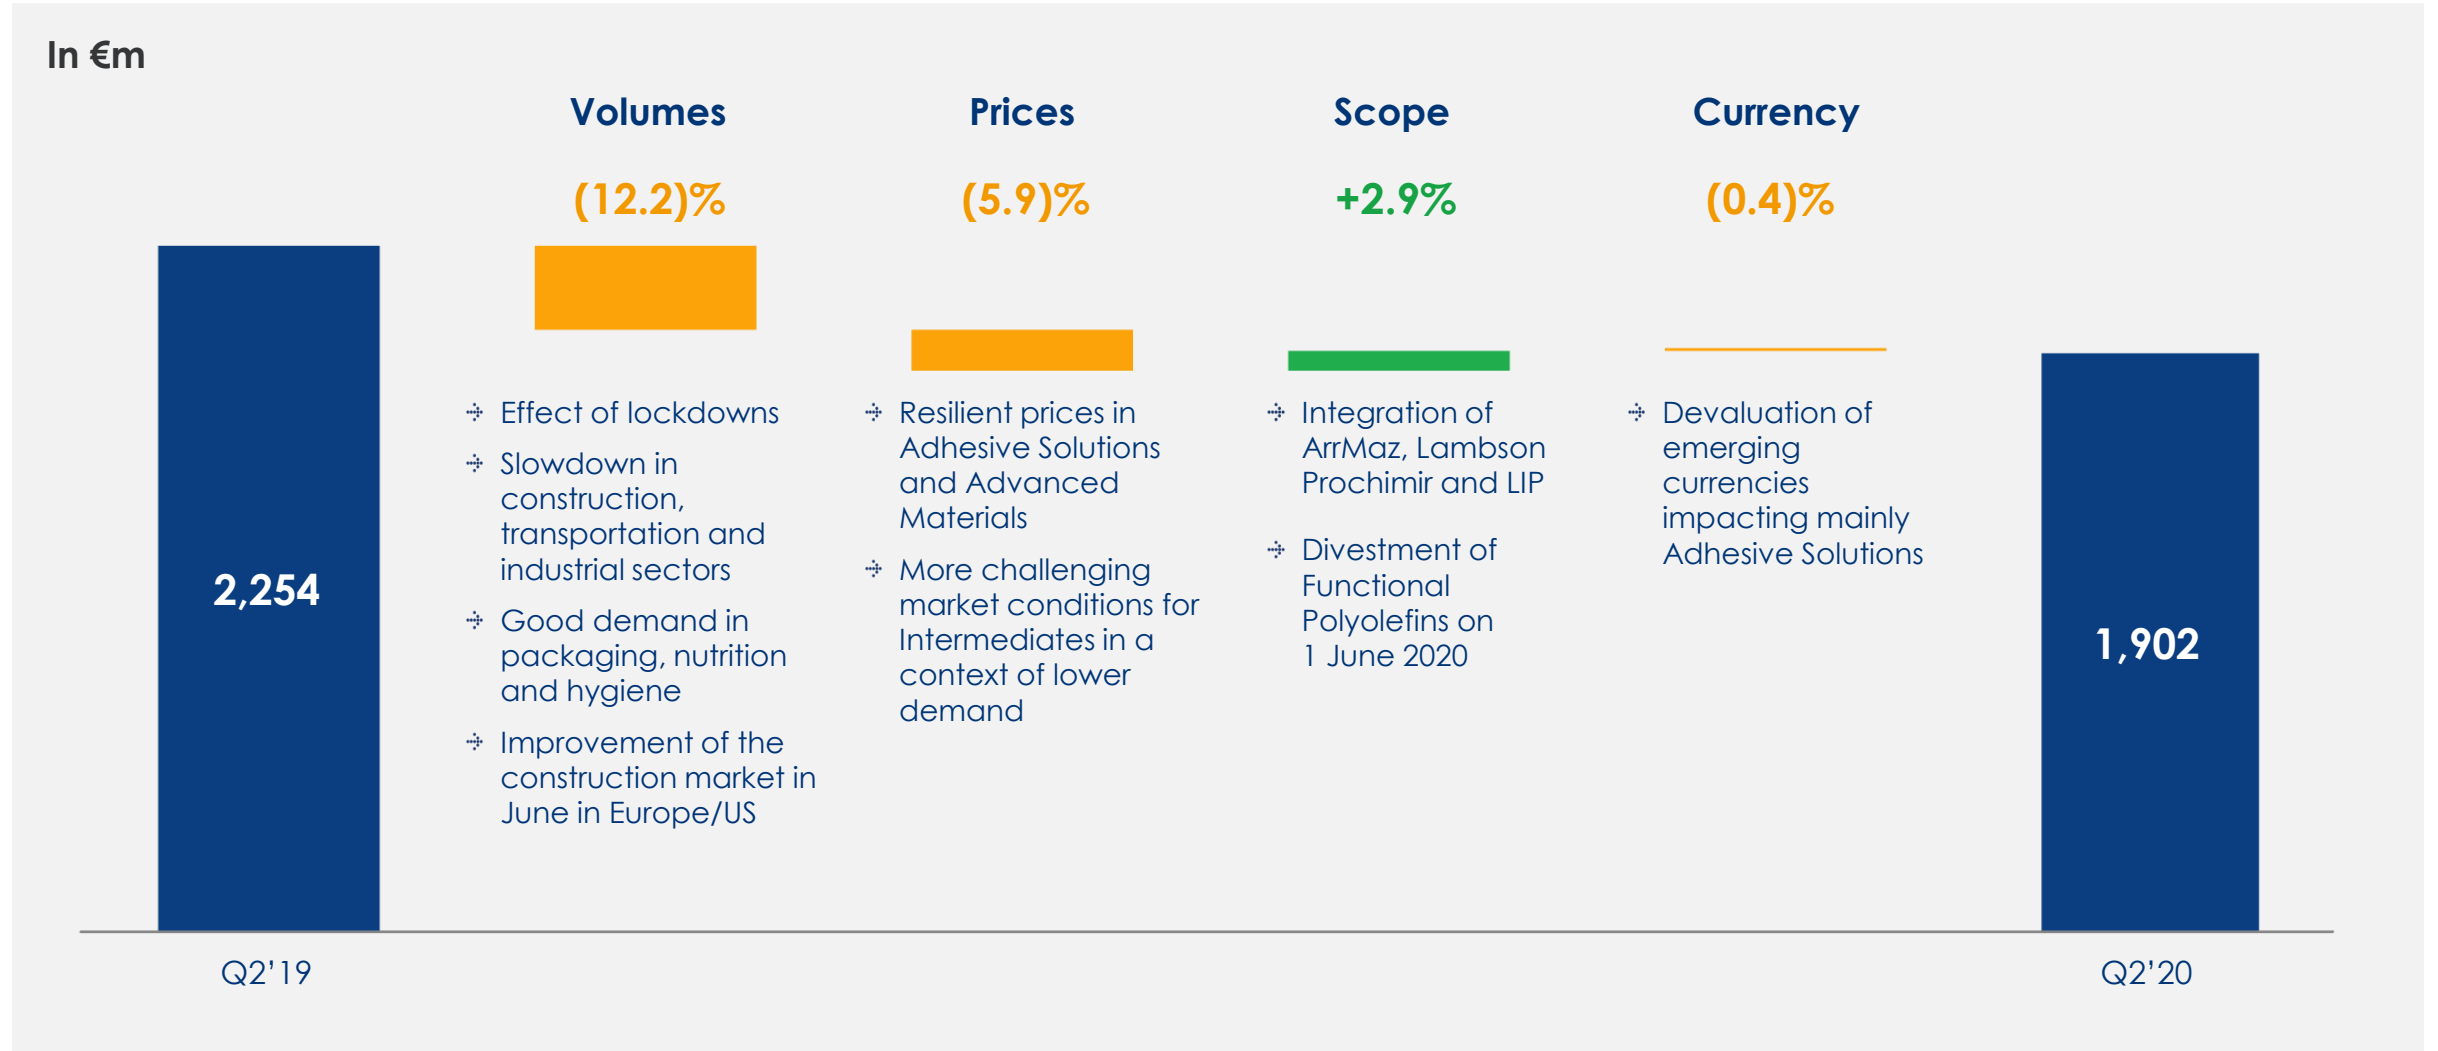 In €m
Volumes
(12.2)%
Effect of lockdowns
Slowdown in
construction,
transportation and
industrial sectors
Good demand in
packaging, nutrition
and hygiene
Improvement of the
construction market in
June in Europe/US
Prices
(5.9)%
Resilient prices in
Adhesive Solutions
and Advanced
Materials
More challenging
market conditions for
Intermediates in a
context of lower
demand
Scope
+2.9%
Integration of
ArrMaz, Lambson
Prochimir and LIP
Divestment of
Functional
Polyolefins on
1 June 2020
Currency
(0.4)%
Devaluation of
emerging
currencies
impacting mainly
Adhesive Solutions
2,254
Q2’19
1,902
Q2’20